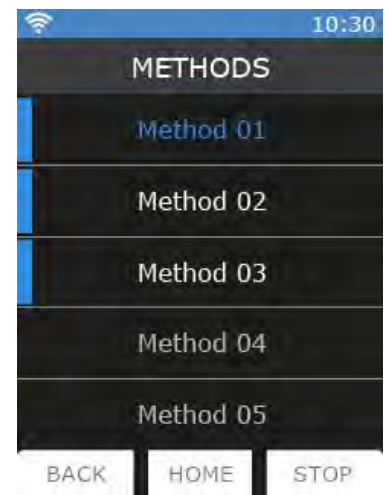 10:30
METHODS
Method 01
Method 02
Method 03
Method 04
Method 05
BACK HOME STOP